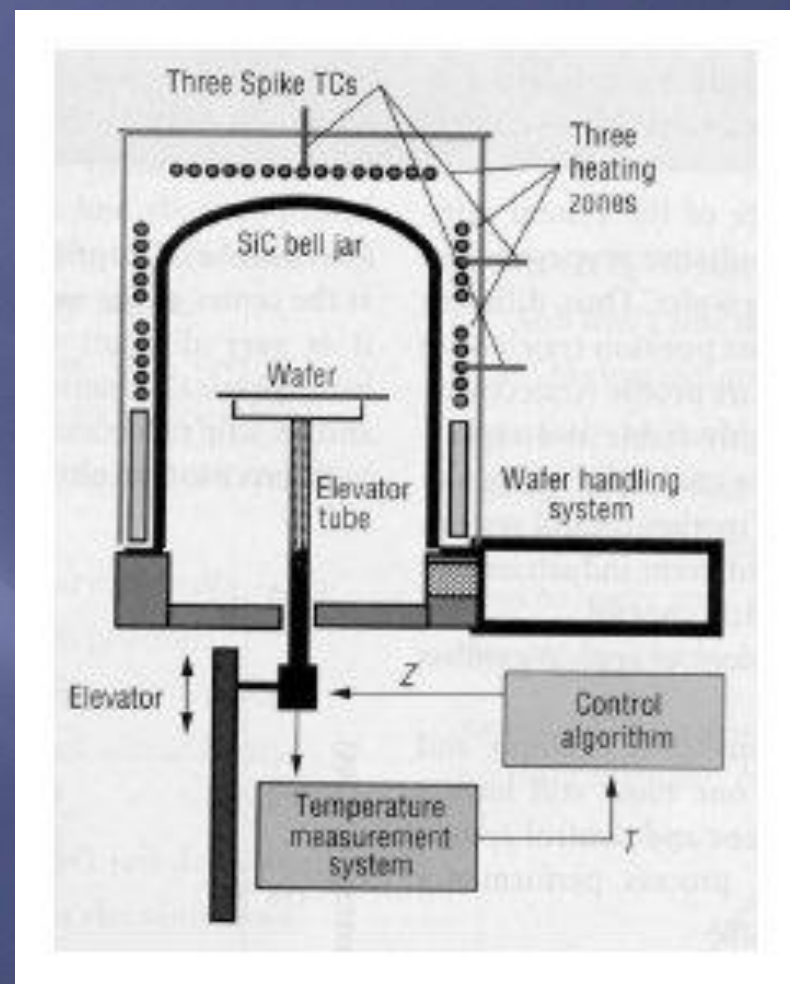 Three Spike TCs
Three
heating
zones
SiC bell jar
Wafer
Elevator
tube
Wafer handling
system
Elevator
Z
Control
algorithm
Temperature
measurement
system
T